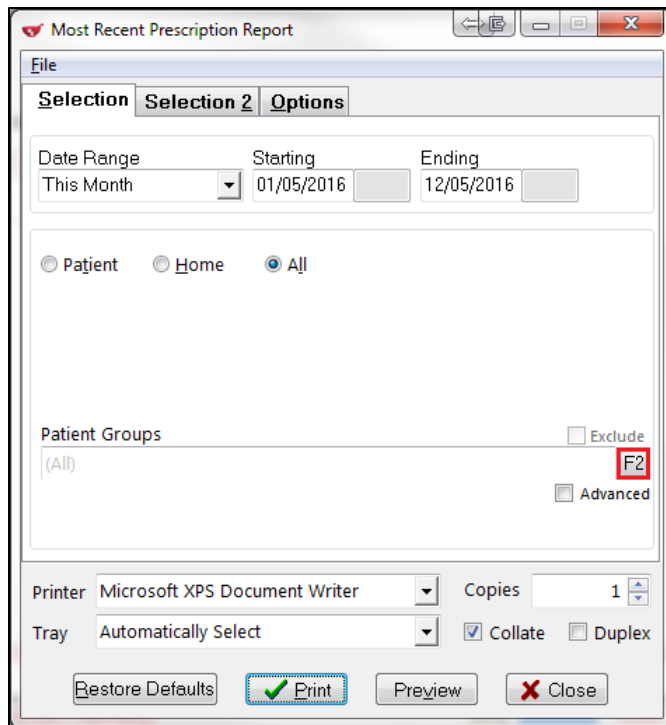 Most Recent Prescription Report
File
Selection Selection 2 Options
Date Range Starting Ending
This Month 01/05/2016 12/05/2016
Patient Home All
Patient Groups Exclude
(All) F2
Advanced
Printer Microsoft XPS Document Writer Copies 1
Tray Automatically Select Collate Duplex
Restore Defaults Print Preview Close